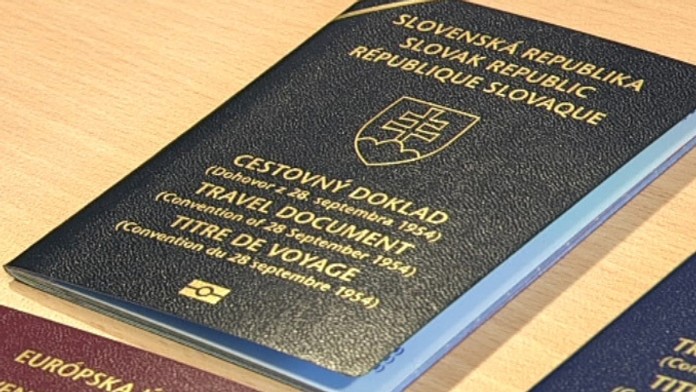 SLOVENSKÁ REPUBLIKA
SLOVAK REPUBLIC
RÉPUBLIQUE SLOVAQUE
CESTOVNÝ DOKLAD
(Dohovor z 28. septembra 1954)
TRAVEL DOCUMENT
(Convention of 28 September 1954)
TITRE DE VOYAGE
(Convention du 28 septembre 1954)
EURÓPSKA